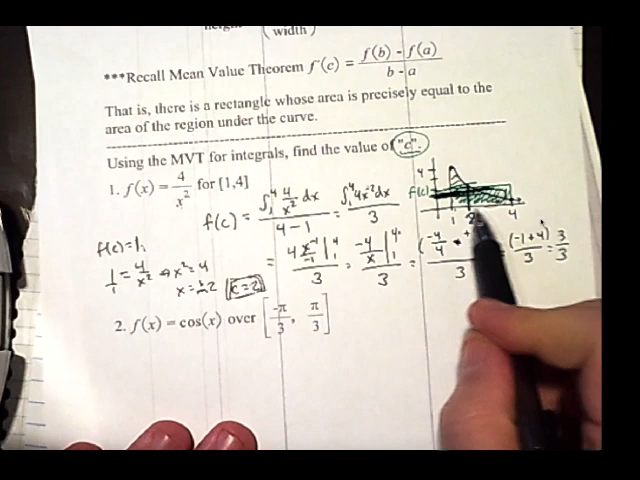 ( width )
***Recall Mean Value Theorem f'(c) = f(b) - f(a) / b - a
That is, there is a rectangle whose area is precisely equal to the
area of the region under the curve.
Using the MVT for integrals, find the value of "c".
1. f(x) = 4/x² for [1,4]
4
f(c)
1 2 4
f(c) = ∫₁⁴ 4/x² dx / 4 - 1 = ∫₁⁴ 4x⁻² dx / 3
= 4x⁻¹/-1 |₁⁴ / 3 = -4/x |₁⁴ / 3 = (-4/4 + / 3 = (-1+4) / 3 = 3/3
f(c) = 1.
1/1 = 4/x² → x² = 4
x = ±2 c = 2
2. f(x) = cos(x) over [-π/3, π/3]